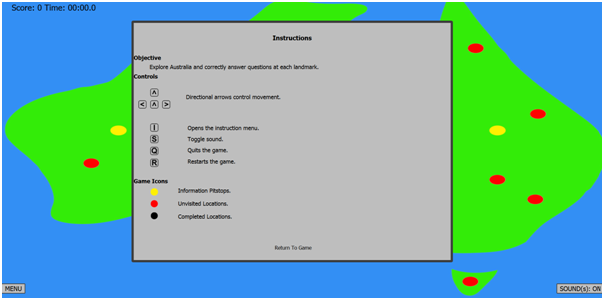 Score: 0 Time: 00:00.0
Instructions
Objective
Explore Australia and correctly answer questions at each landmark.
Controls
^
< ^ > Directional arrows control movement.
I Opens the instruction menu.
S Toggle sound.
Q Quits the game.
R Restarts the game.
Game Icons
Information Pitstops.
Unvisited Locations.
Completed Locations.
Return To Game
MENU SOUND(s): ON